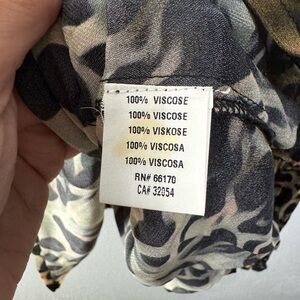 100% VISCOSE
100% VISCOSE
100% VISKOSE
100% VISCOSA
100% VISCOSA
RN# 66170
CA# 32054